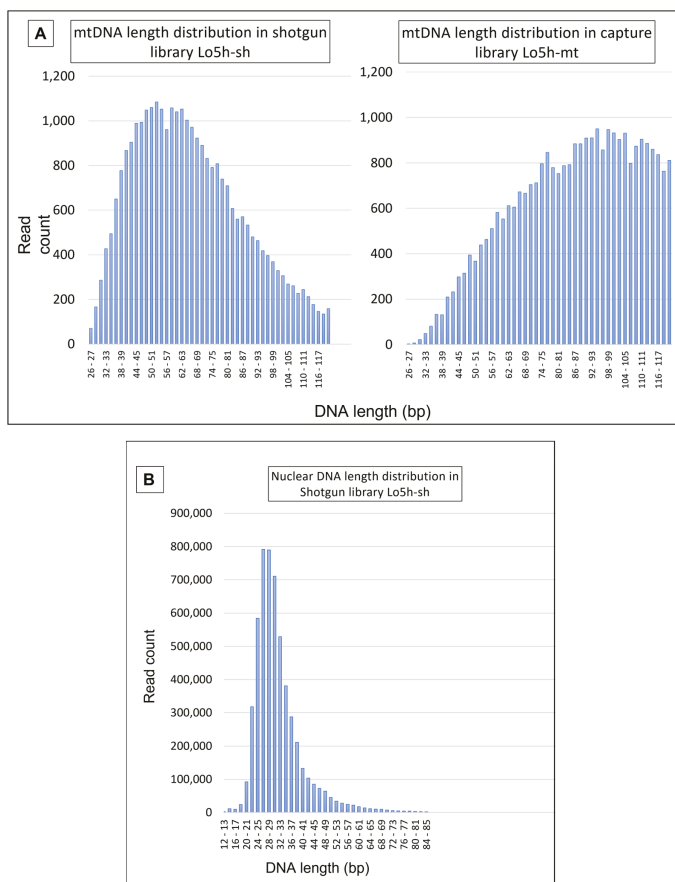 A
mtDNA length distribution in shotgun
library Lo5h-sh
mtDNA length distribution in capture
library Lo5h-mt
1,200
1,000
800
600
400
200
0
Read
count
26 - 27
32 - 33
38 - 39
44 - 45
50 - 51
56 - 57
62 - 63
68 - 69
74 - 75
80 - 81
86 - 87
92 - 93
98 - 99
104 - 105
110 - 111
116 - 117
1,200
1,000
800
600
400
200
0
26 - 27
32 - 33
38 - 39
44 - 45
50 - 51
56 - 57
62 - 63
68 - 69
74 - 75
80 - 81
86 - 87
92 - 93
98 - 99
104 - 105
110 - 111
116 - 117
DNA length (bp)
B
Nuclear DNA length distribution in
Shotgun library Lo5h-sh
900,000
800,000
700,000
600,000
500,000
400,000
300,000
200,000
100,000
0
Read count
12 - 13
16 - 17
20 - 21
24 - 25
28 - 29
32 - 33
36 - 37
40 - 41
44 - 45
48 - 49
52 - 53
56 - 57
60 - 61
64 - 65
68 - 69
72 - 73
76 - 77
80 - 81
84 - 85
DNA length (bp)